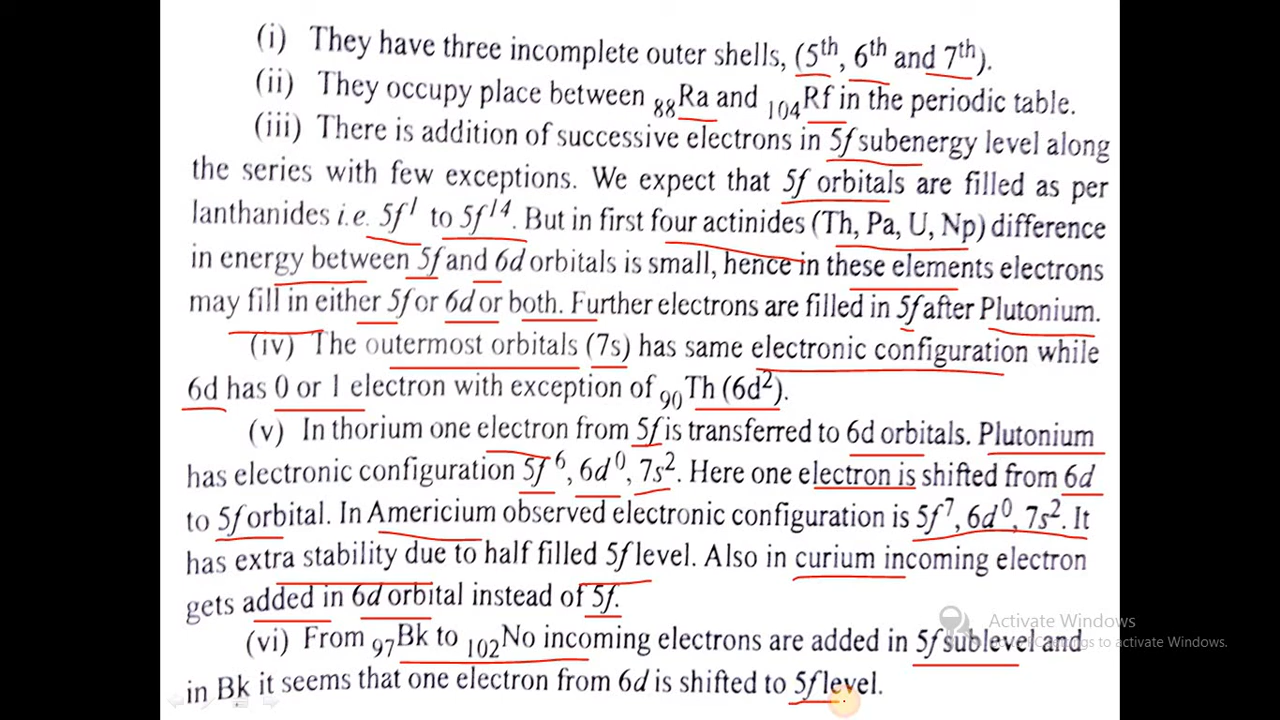 (i) They have three incomplete outer shells, (5th, 6th and 7th).
(ii) They occupy place between 88Ra and 104Rf in the periodic table.
(iii) There is addition of successive electrons in 5f subenergy level along
the series with few exceptions. We expect that 5f orbitals are filled as per
lanthanides i.e. 5f1 to 5f14. But in first four actinides (Th, Pa, U, Np) difference
in energy between 5f and 6d orbitals is small, hence in these elements electrons
may fill in either 5f or 6d or both. Further electrons are filled in 5f after Plutonium.
(iv) The outermost orbitals (7s) has same electronic configuration while
6d has 0 or 1 electron with exception of 90Th (6d2).
(v) In thorium one electron from 5f is transferred to 6d orbitals. Plutonium
has electronic configuration 5f6, 6d0, 7s2. Here one electron is shifted from 6d
to 5f orbital. In Americium observed electronic configuration is 5f7, 6d0, 7s2. It
has extra stability due to half filled 5f level. Also in curium incoming electron
gets added in 6d orbital instead of 5f.
(vi) From 97Bk to 102No incoming electrons are added in 5f sublevel and
in Bk it seems that one electron from 6d is shifted to 5f level.
Activate Windows
to activate Windows.